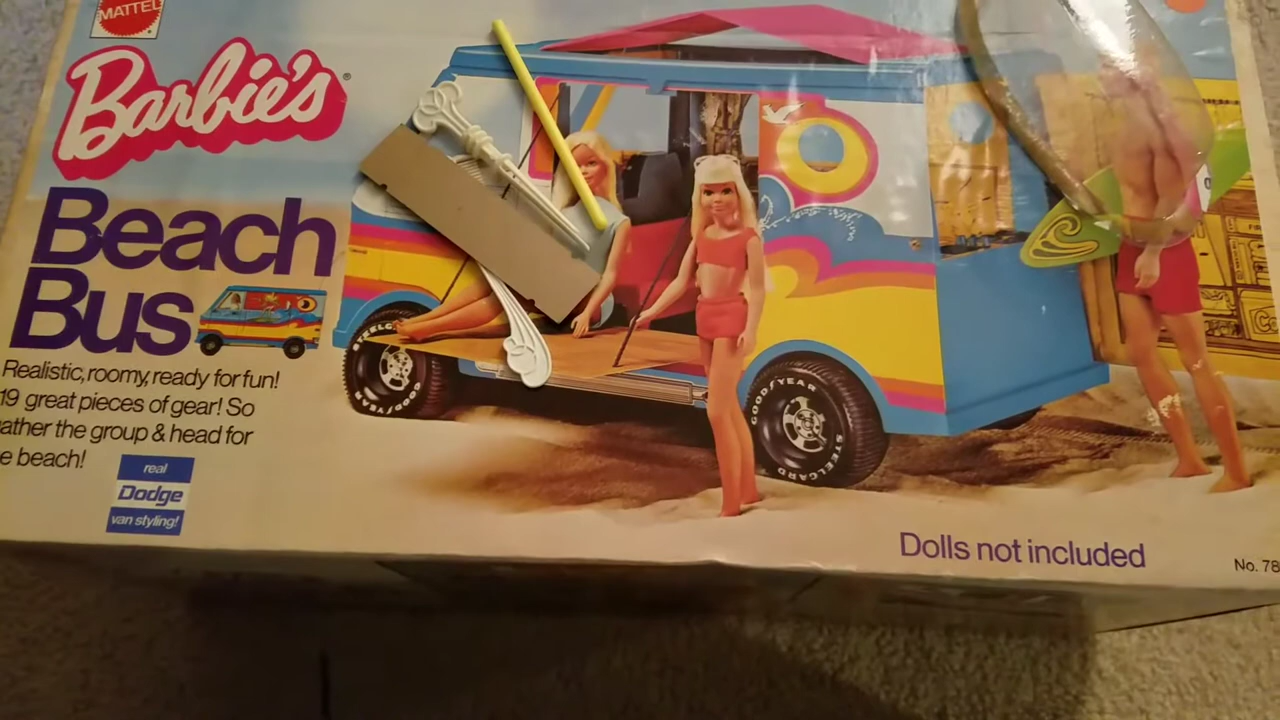 MATTEL
Barbie's®
Beach
Bus
Realistic, roomy, ready for fun!
19 great pieces of gear! So
ather the group & head for
e beach!
real
Dodge
van styling!
GOODYEAR
STEELGARD
Dolls not included
No. 78